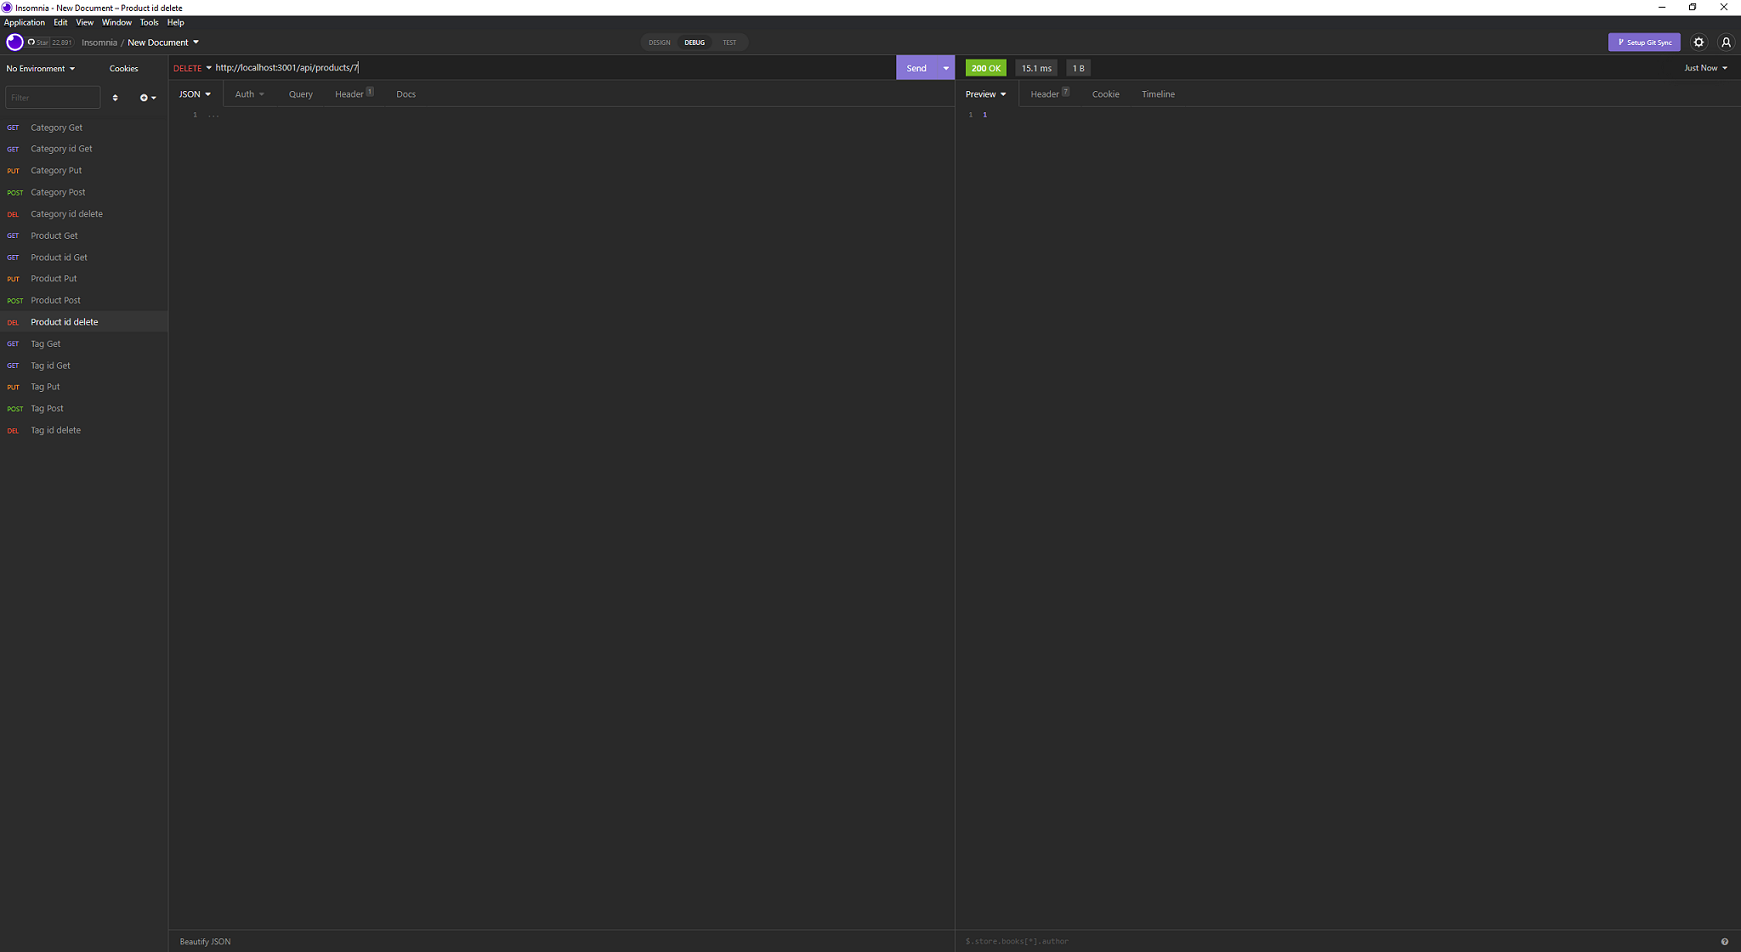 Insomnia - New Document – Product id delete
Application Edit View Window Tools Help
Star 22,891 Insomnia / New Document DESIGN DEBUG TEST Setup Git Sync
No Environment Cookies DELETE http://localhost:3001/api/products/7 Send 200 OK 15.1 ms 1 B Just Now
Filter JSON Auth Query Header 1 Docs Preview Header 7 Cookie Timeline
1 ... 1 1
GET Category Get
GET Category id Get
PUT Category Put
POST Category Post
DEL Category id delete
GET Product Get
GET Product id Get
PUT Product Put
POST Product Post
DEL Product id delete
GET Tag Get
GET Tag id Get
PUT Tag Put
POST Tag Post
DEL Tag id delete
Beautify JSON $.store.books[*].author